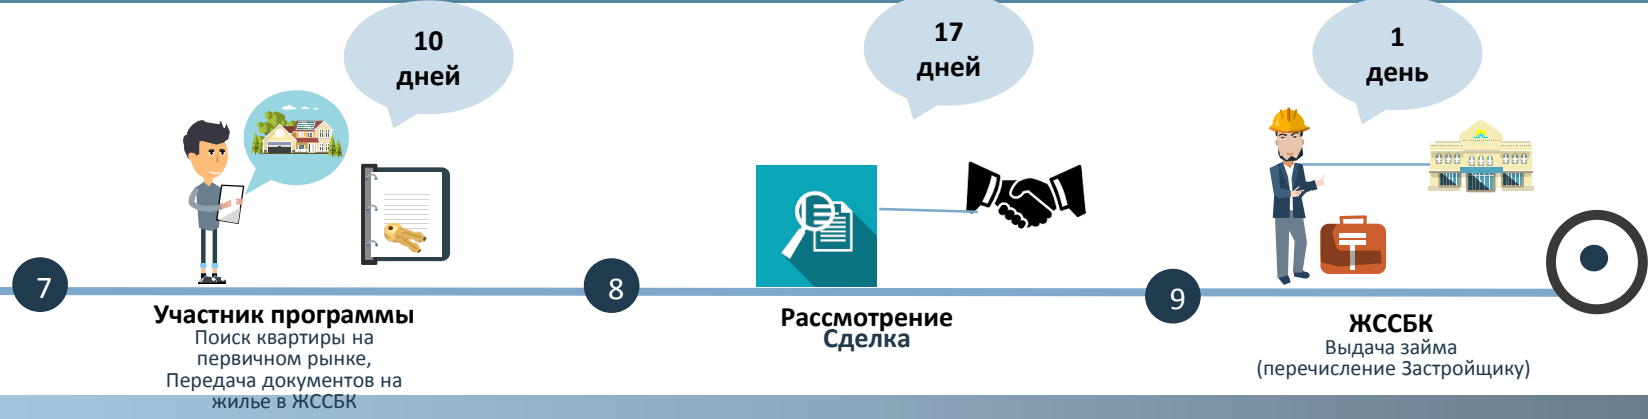 10
дней
17
дней
1
день
7
Участник программы
Поиск квартиры на
первичном рынке,
Передача документов на
жилье в ЖССБК
8
Рассмотрение
Сделка
9
ЖССБК
Выдача займа
(перечисление Застройщику)